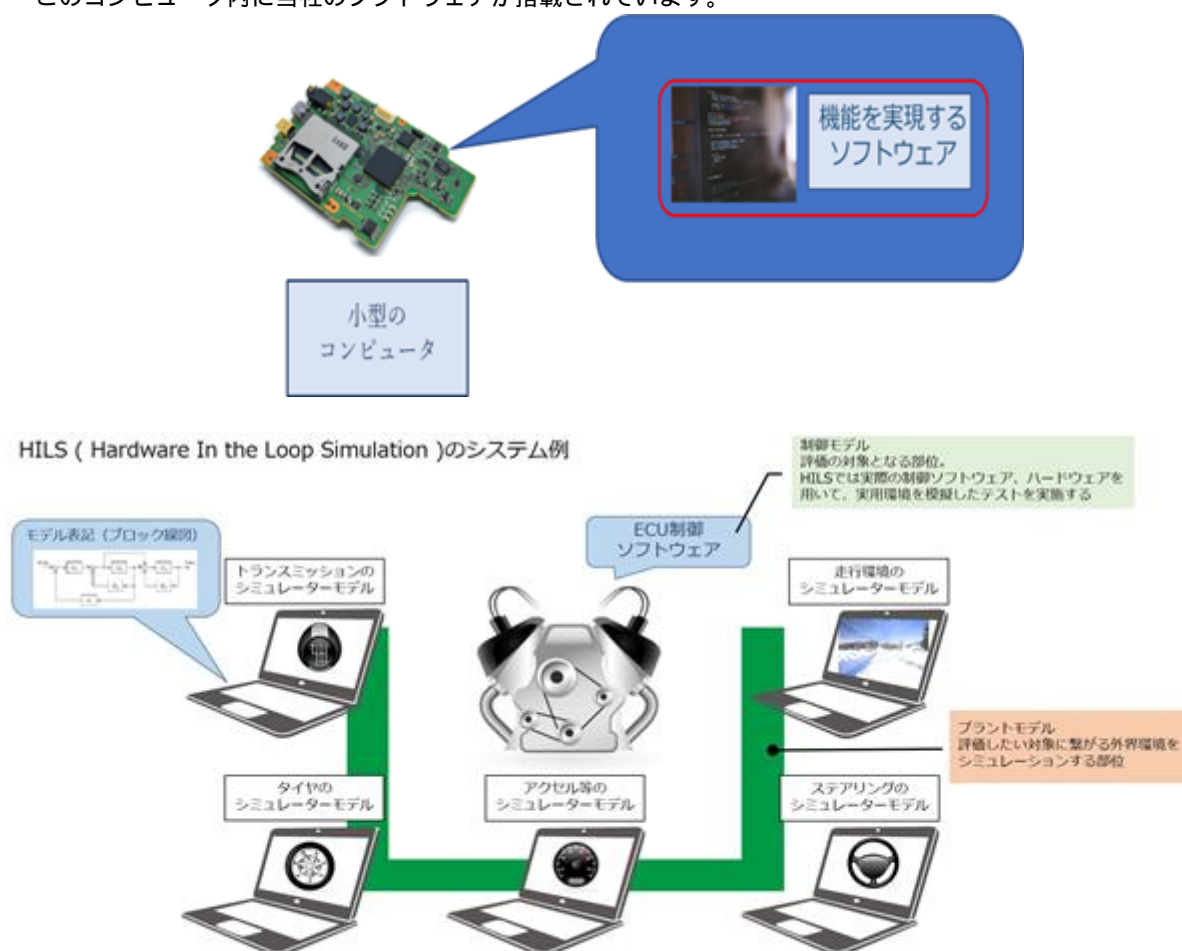 このコンピュータ内に当社のソフトウェアが搭載されています。
機能を実現する
ソフトウェア
小型の
コンピュータ
HILS ( Hardware In the Loop Simulation )のシステム例
制御モデル
評価の対象となる部位。
HILSでは実際の制御ソフトウェア、ハードウェアを
用いて、実用環境を模擬したテストを実施する
モデル表記（ブロック線図）
ECU制御
ソフトウェア
トランスミッションの
シミュレーターモデル
走行環境の
シミュレーターモデル
プラントモデル
評価したい対象に繋がる外界環境を
シミュレーションする部位
タイヤの
シミュレーターモデル
アクセル等の
シミュレーターモデル
ステアリングの
シミュレーターモデル